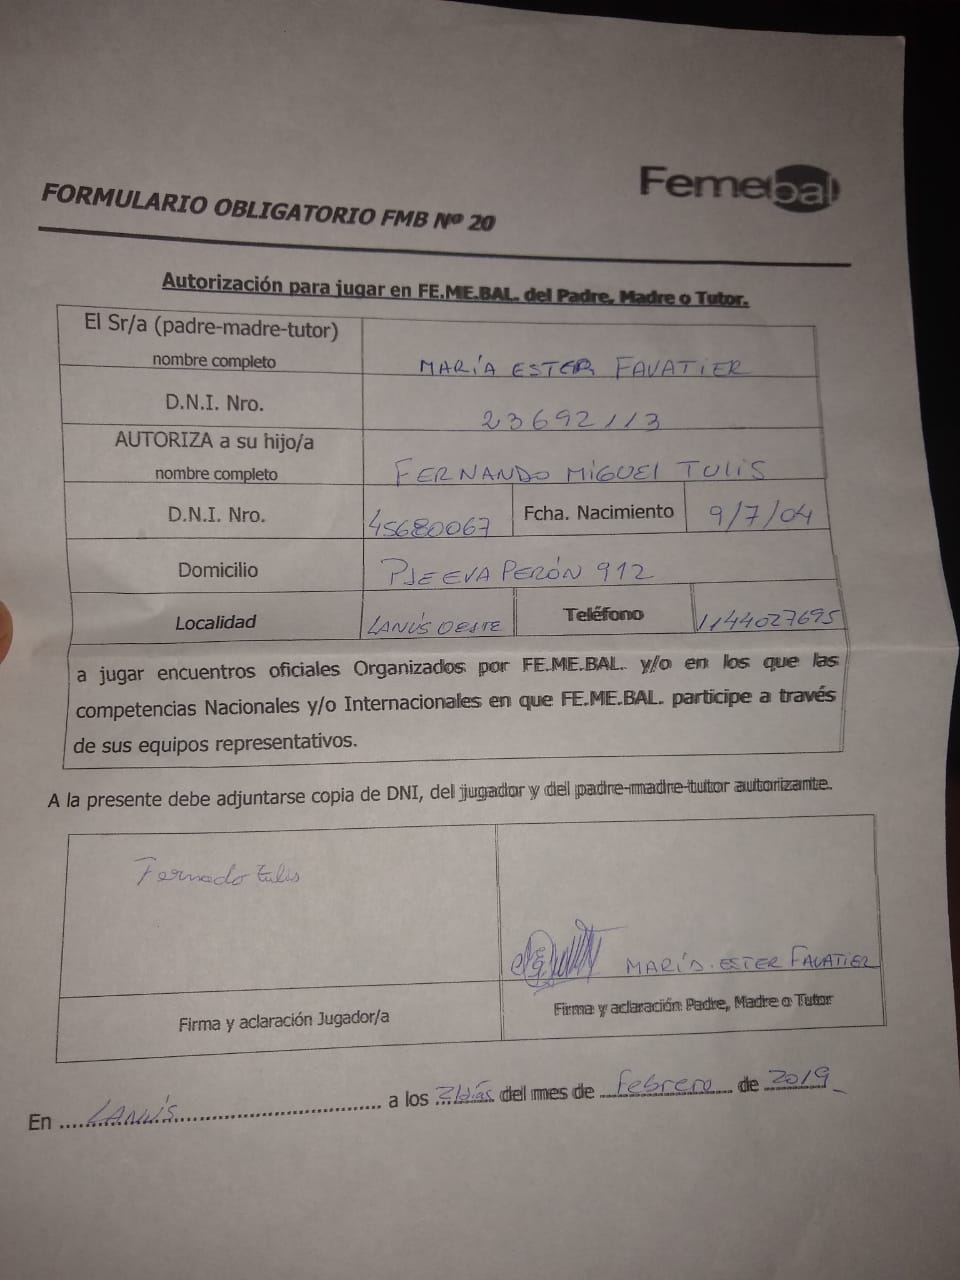 Femebal
FORMULARIO OBLIGATORIO FMB Nº 20
Autorización para jugar en FE.ME.BAL. del Padre, Madre o Tutor.
El Sr/a (padre-madre-tutor)
nombre completo
MARÍA ESTER FAVATIER
D.N.I. Nro.
23692113
AUTORIZA a su hijo/a
nombre completo
FERNANDO MIGUEL TULIS
D.N.I. Nro.
45680067
Fcha. Nacimiento
9/7/04
Domicilio
PJE EVA PERÓN 912
Localidad
LANÚS OESTE
Teléfono
1144027695
a jugar encuentros oficiales Organizados por FE.ME.BAL. y/o en los que las
competencias Nacionales y/o Internacionales en que FE.ME.BAL. participe a través
de sus equipos representativos.
A la presente debe adjuntarse copia de DNI, del jugador y del padre-madre-tutor autorizante.
Fernado tulis
MARÍA ESTER FAVATIER
Firma y aclaración Jugador/a
Firma y aclaración Padre, Madre o Tutor
En LANÚS a los días del mes de febrero de 2019